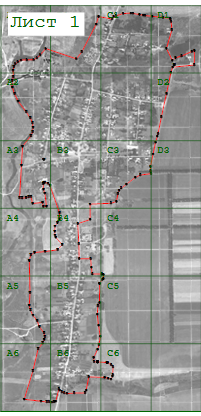 Лист 1
C1 D1
A2 D2
A3 B3 C3 D3
A4 B4 C4
A5 B5 C5
A6 B6 C6